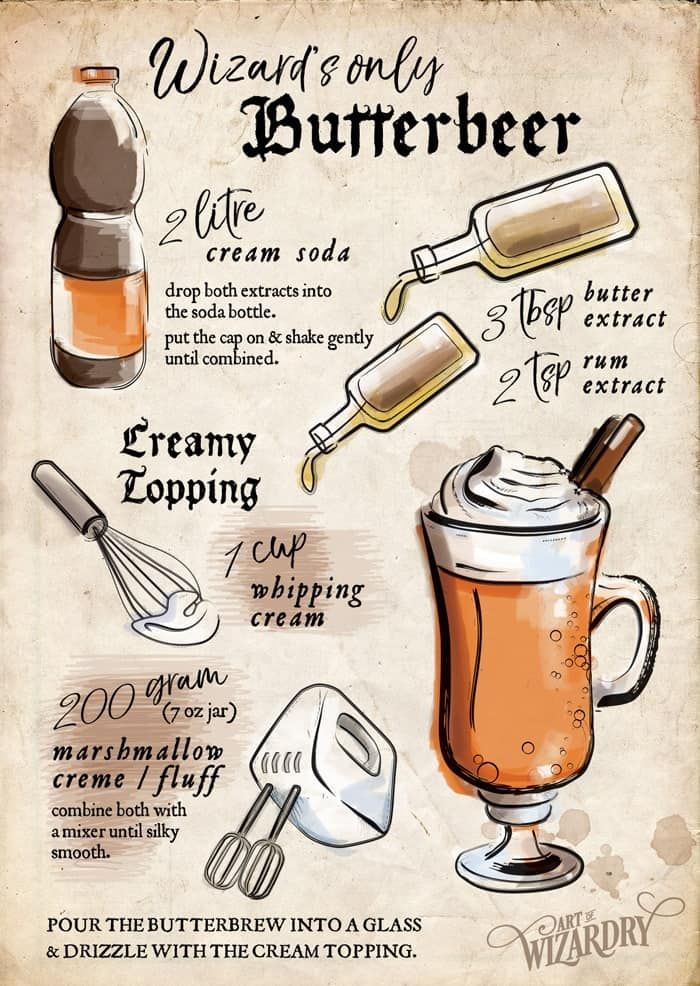 Wizard's only
Butterbeer
2 litre
cream soda
drop both extracts into
the soda bottle.
put the cap on & shake gently
until combined.
3 tbsp butter
extract
2 tsp rum
extract
Creamy
Topping
1 cup
whipping
cream
200 gram
(7 oz jar)
marshmallow
creme / fluff
combine both with
a mixer until silky
smooth.
POUR THE BUTTERBREW INTO A GLASS
& DRIZZLE WITH THE CREAM TOPPING.
ART OF
WIZARDRY